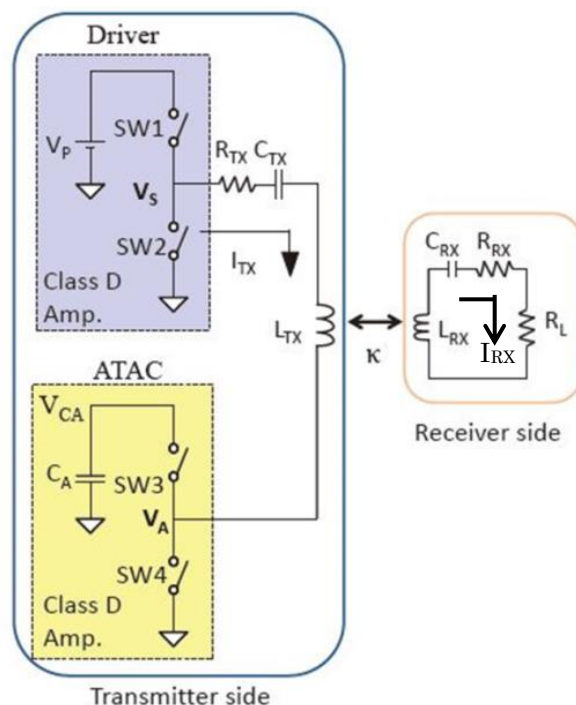 Driver
SW1
V_P
R_TX C_TX
V_S
SW2
I_TX
Class D
Amp.
L_TX
κ
C_RX R_RX
L_RX
R_L
I_RX
Receiver side
ATAC
V_CA
C_A
SW3
V_A
SW4
Class D
Amp.
Transmitter side